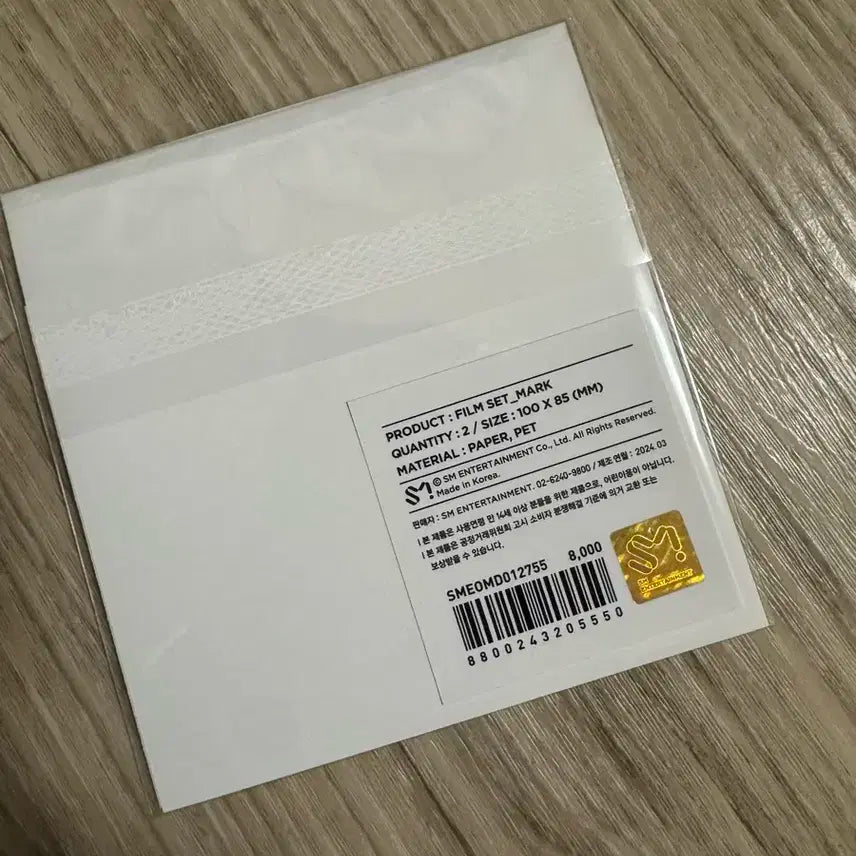 PRODUCT : FILM SET_MARK
QUANTITY : 2 / SIZE : 100 X 85 (MM)
MATERIAL : PAPER, PET
SM
© SM ENTERTAINMENT Co., Ltd. All Rights Reserved.
Made in Korea.
판매자 : SM ENTERTAINMENT. 02-6240-9800 / 제조연월 : 2024.03
ㅣ본 제품은 사용연령 만 14세 이상 분들을 위한 제품으로, 어린이용이 아닙니다.
ㅣ본 제품은 공정거래위원회 고시 소비자 분쟁해결 기준에 의거 교환 또는
보상받을 수 있습니다.
SMEOMD012755 8,000
8800243205550
SM
SM
ENTERTAINMENT